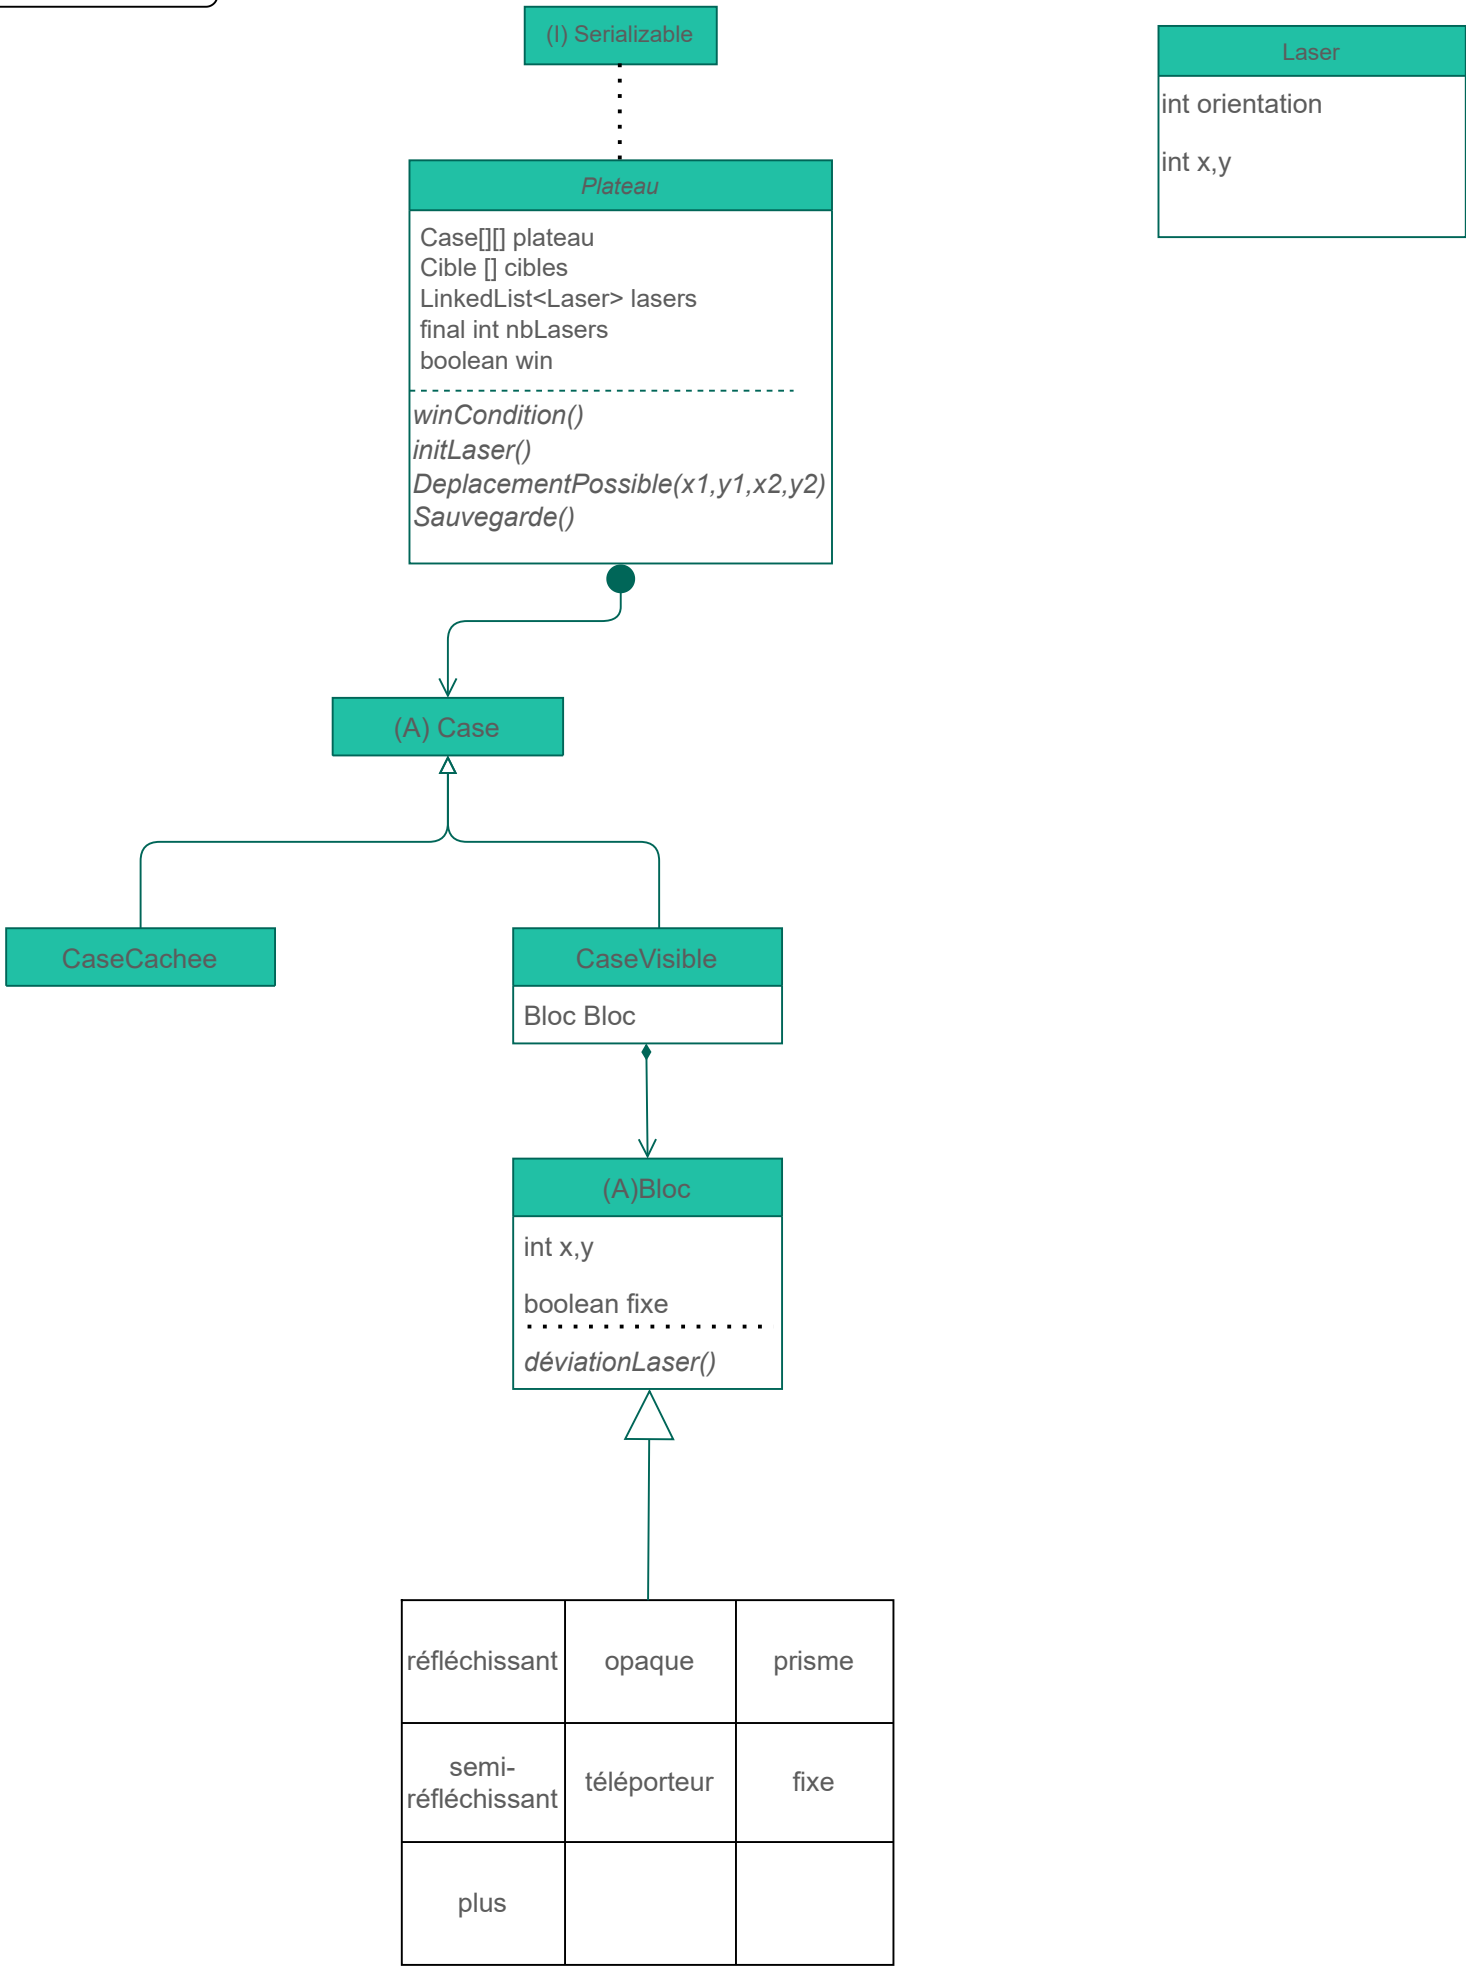 (I) Serializable
Laser
int orientation
int x,y
Plateau
Case[][] plateau
Cible [] cibles
LinkedList<Laser> lasers
final int nbLasers
boolean win
winCondition()
initLaser()
DeplacementPossible(x1,y1,x2,y2)
Sauvegarde()
(A) Case
CaseCachee
CaseVisible
Bloc Bloc
(A)Bloc
int x,y
boolean fixe
déviationLaser()
réfléchissant
opaque
prisme
semi-
réfléchissant
téléporteur
fixe
plus